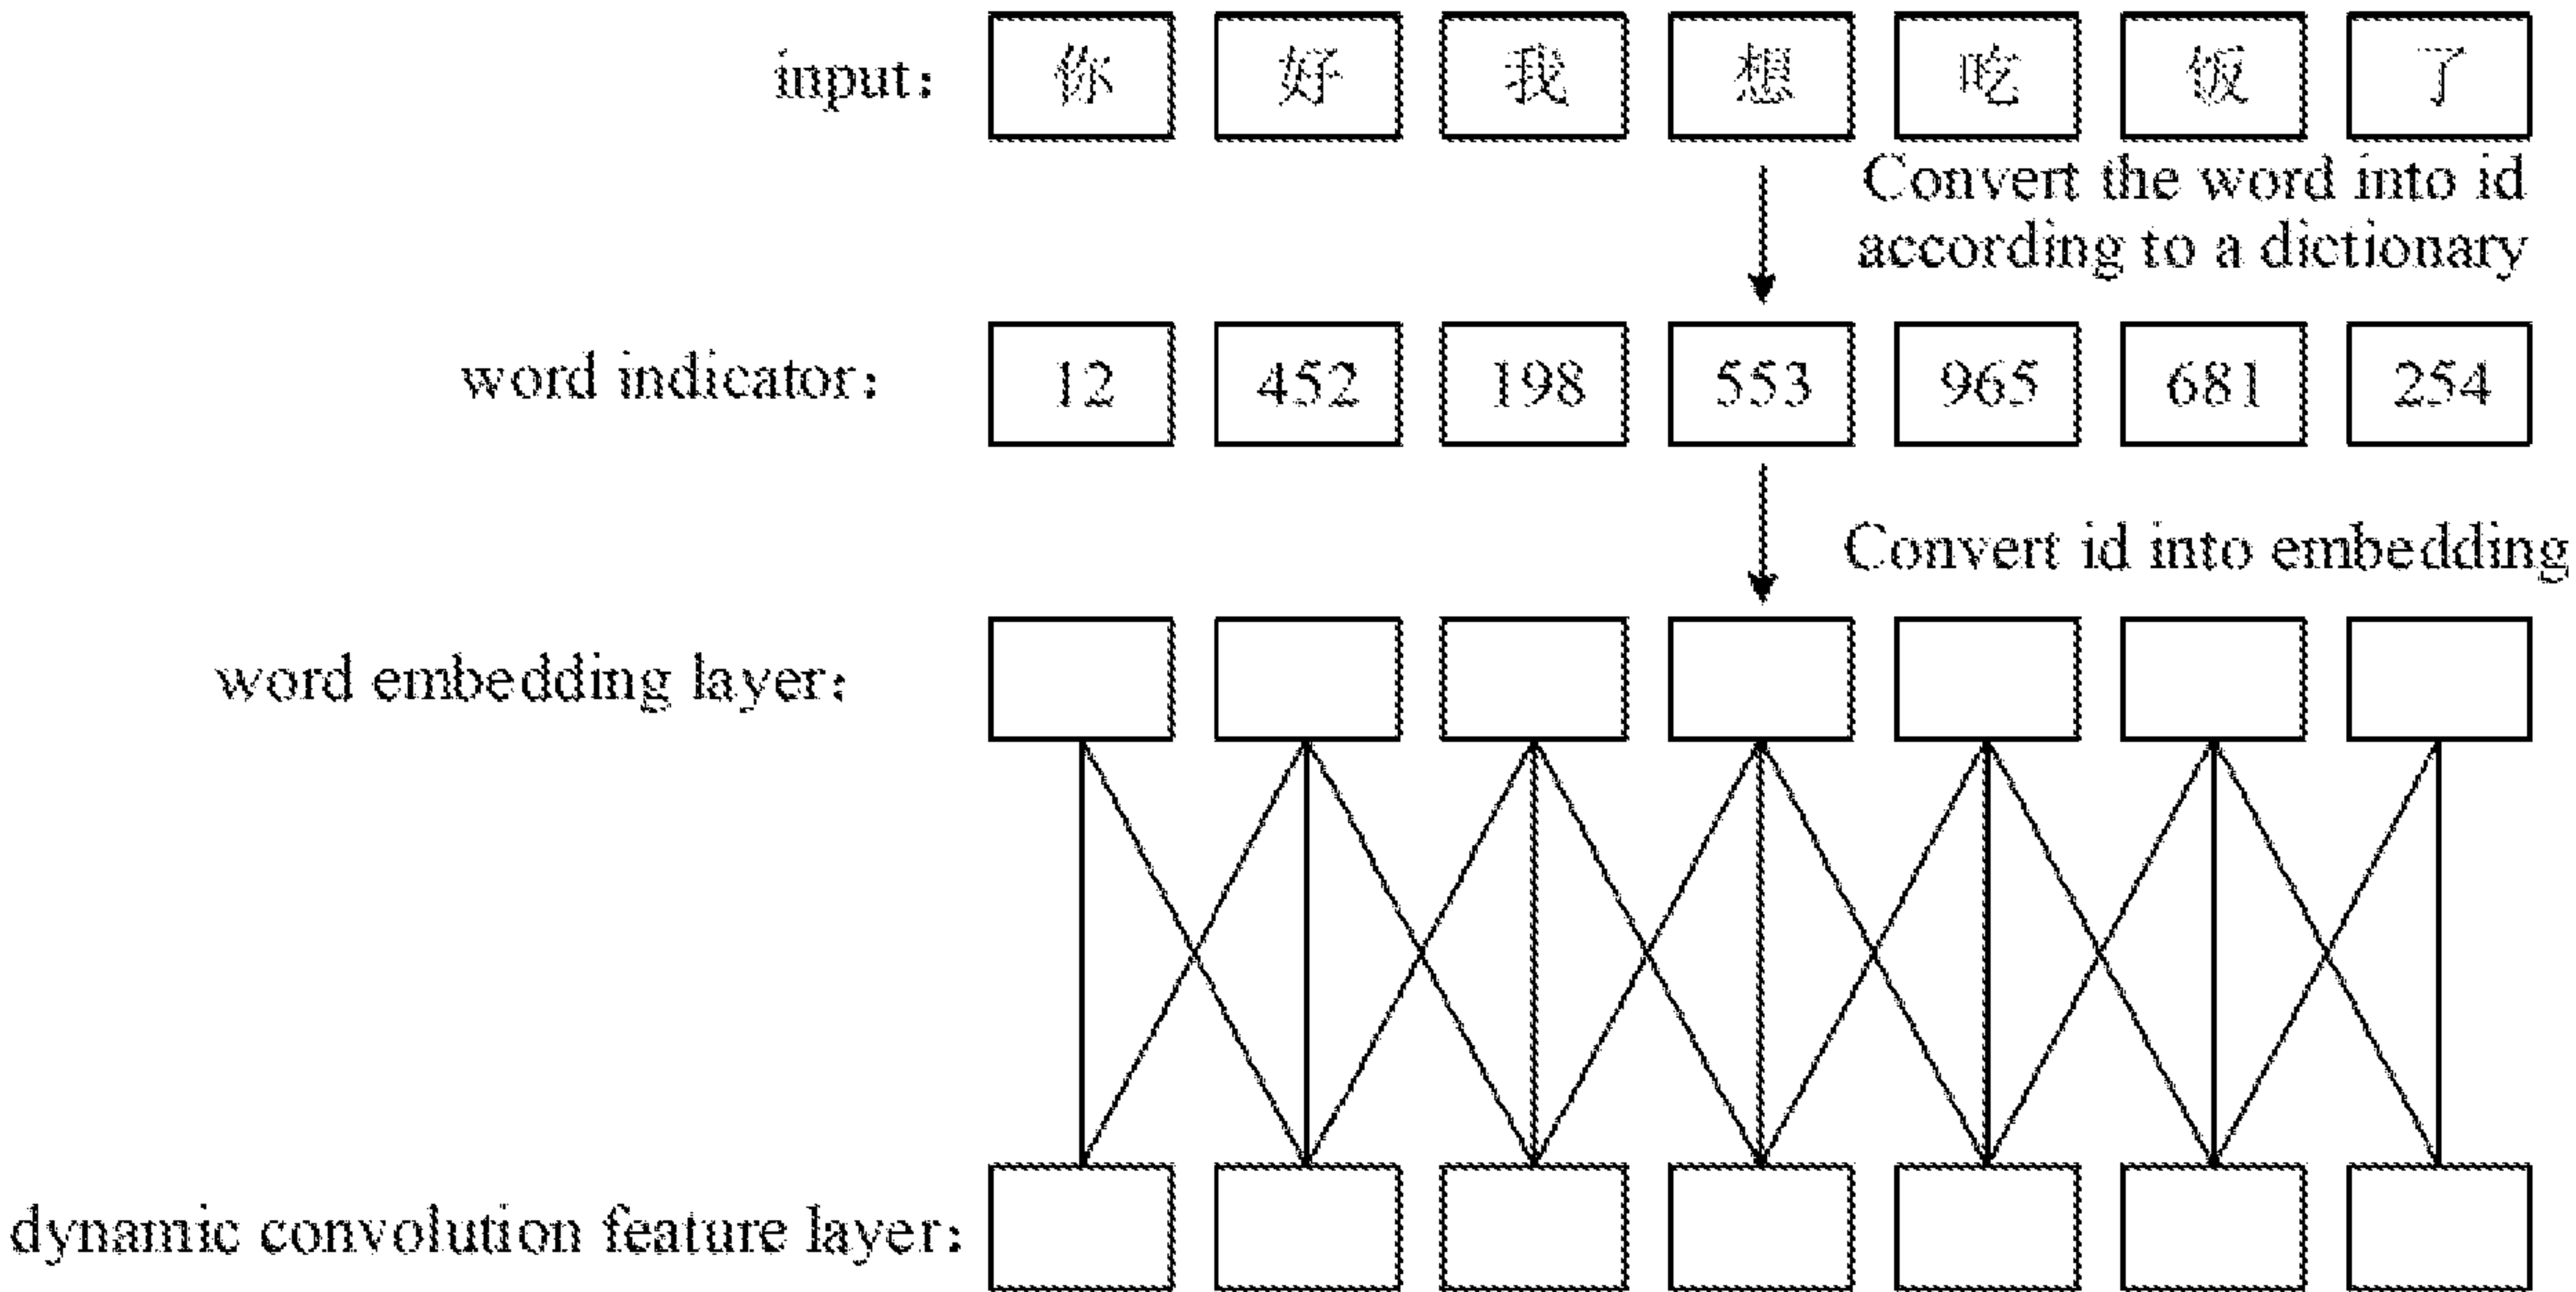 input: 你 好 我 想 吃 饭 了
Convert the word into id
according to a dictionary
word indicator: 12 452 198 553 965 681 254
Convert id into embedding
word embedding layer:
dynamic convolution feature layer: